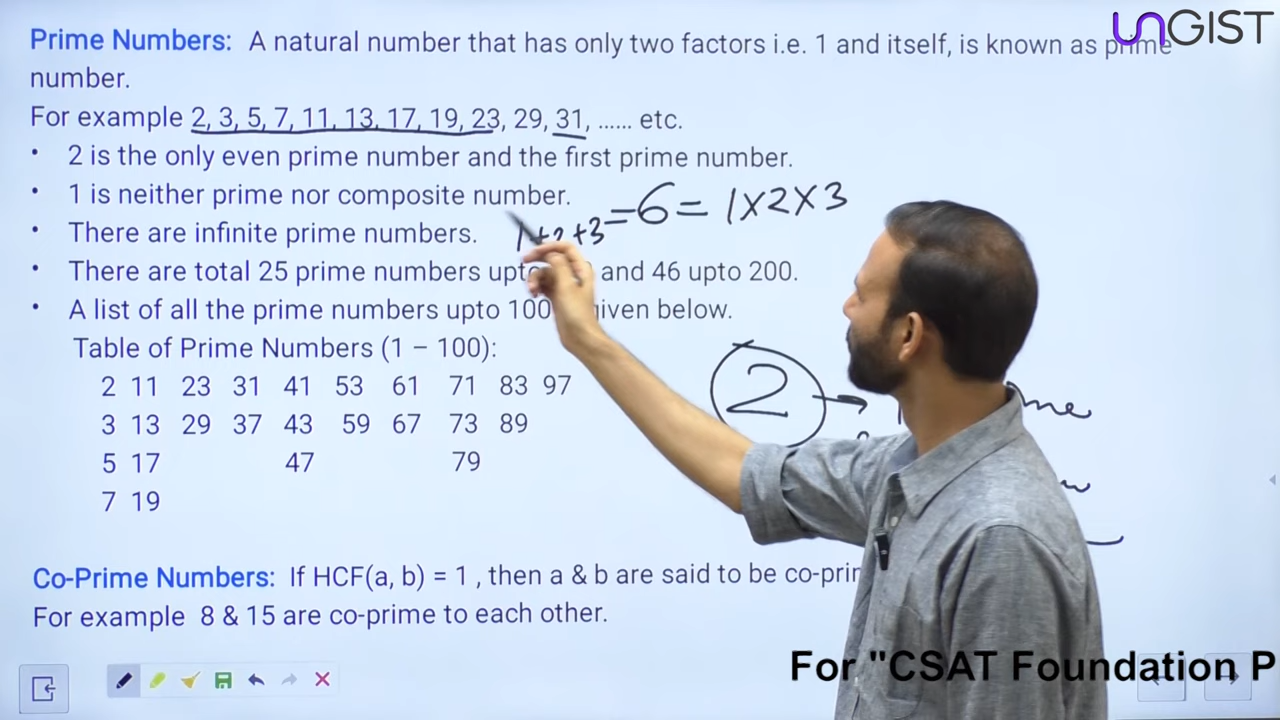 UNGIST
Prime Numbers: A natural number that has only two factors i.e. 1 and itself, is known as prime
number.
For example 2, 3, 5, 7, 11, 13, 17, 19, 23, 29, 31, ...... etc.
• 2 is the only even prime number and the first prime number.
• 1 is neither prime nor composite number.
=6= 1X2X3
1+2+3
• There are infinite prime numbers.
• There are total 25 prime numbers upto and 46 upto 200.
• A list of all the prime numbers upto 100 given below.
Table of Prime Numbers (1 – 100):
2 11 23 31 41 53 61 71 83 97
3 13 29 37 43 59 67 73 89
5 17 47 79
7 19
2
Co-Prime Numbers: If HCF(a, b) = 1 , then a & b are said to be
For example 8 & 15 are co-prime to each other.
For "CSAT Foundation P